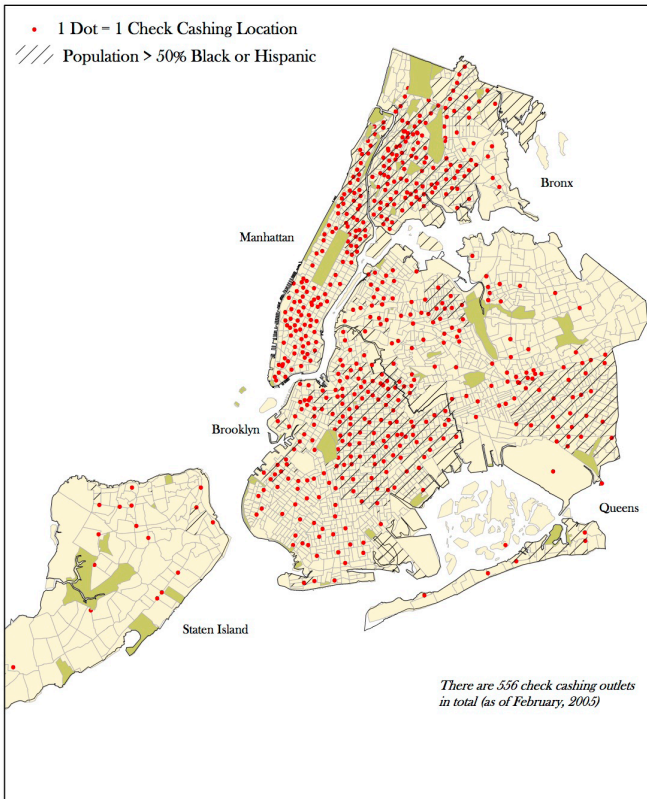 1 Dot = 1 Check Cashing Location
Population > 50% Black or Hispanic
Bronx
Manhattan
Brooklyn
Queens
Staten Island
There are 556 check cashing outlets
in total (as of February, 2005)